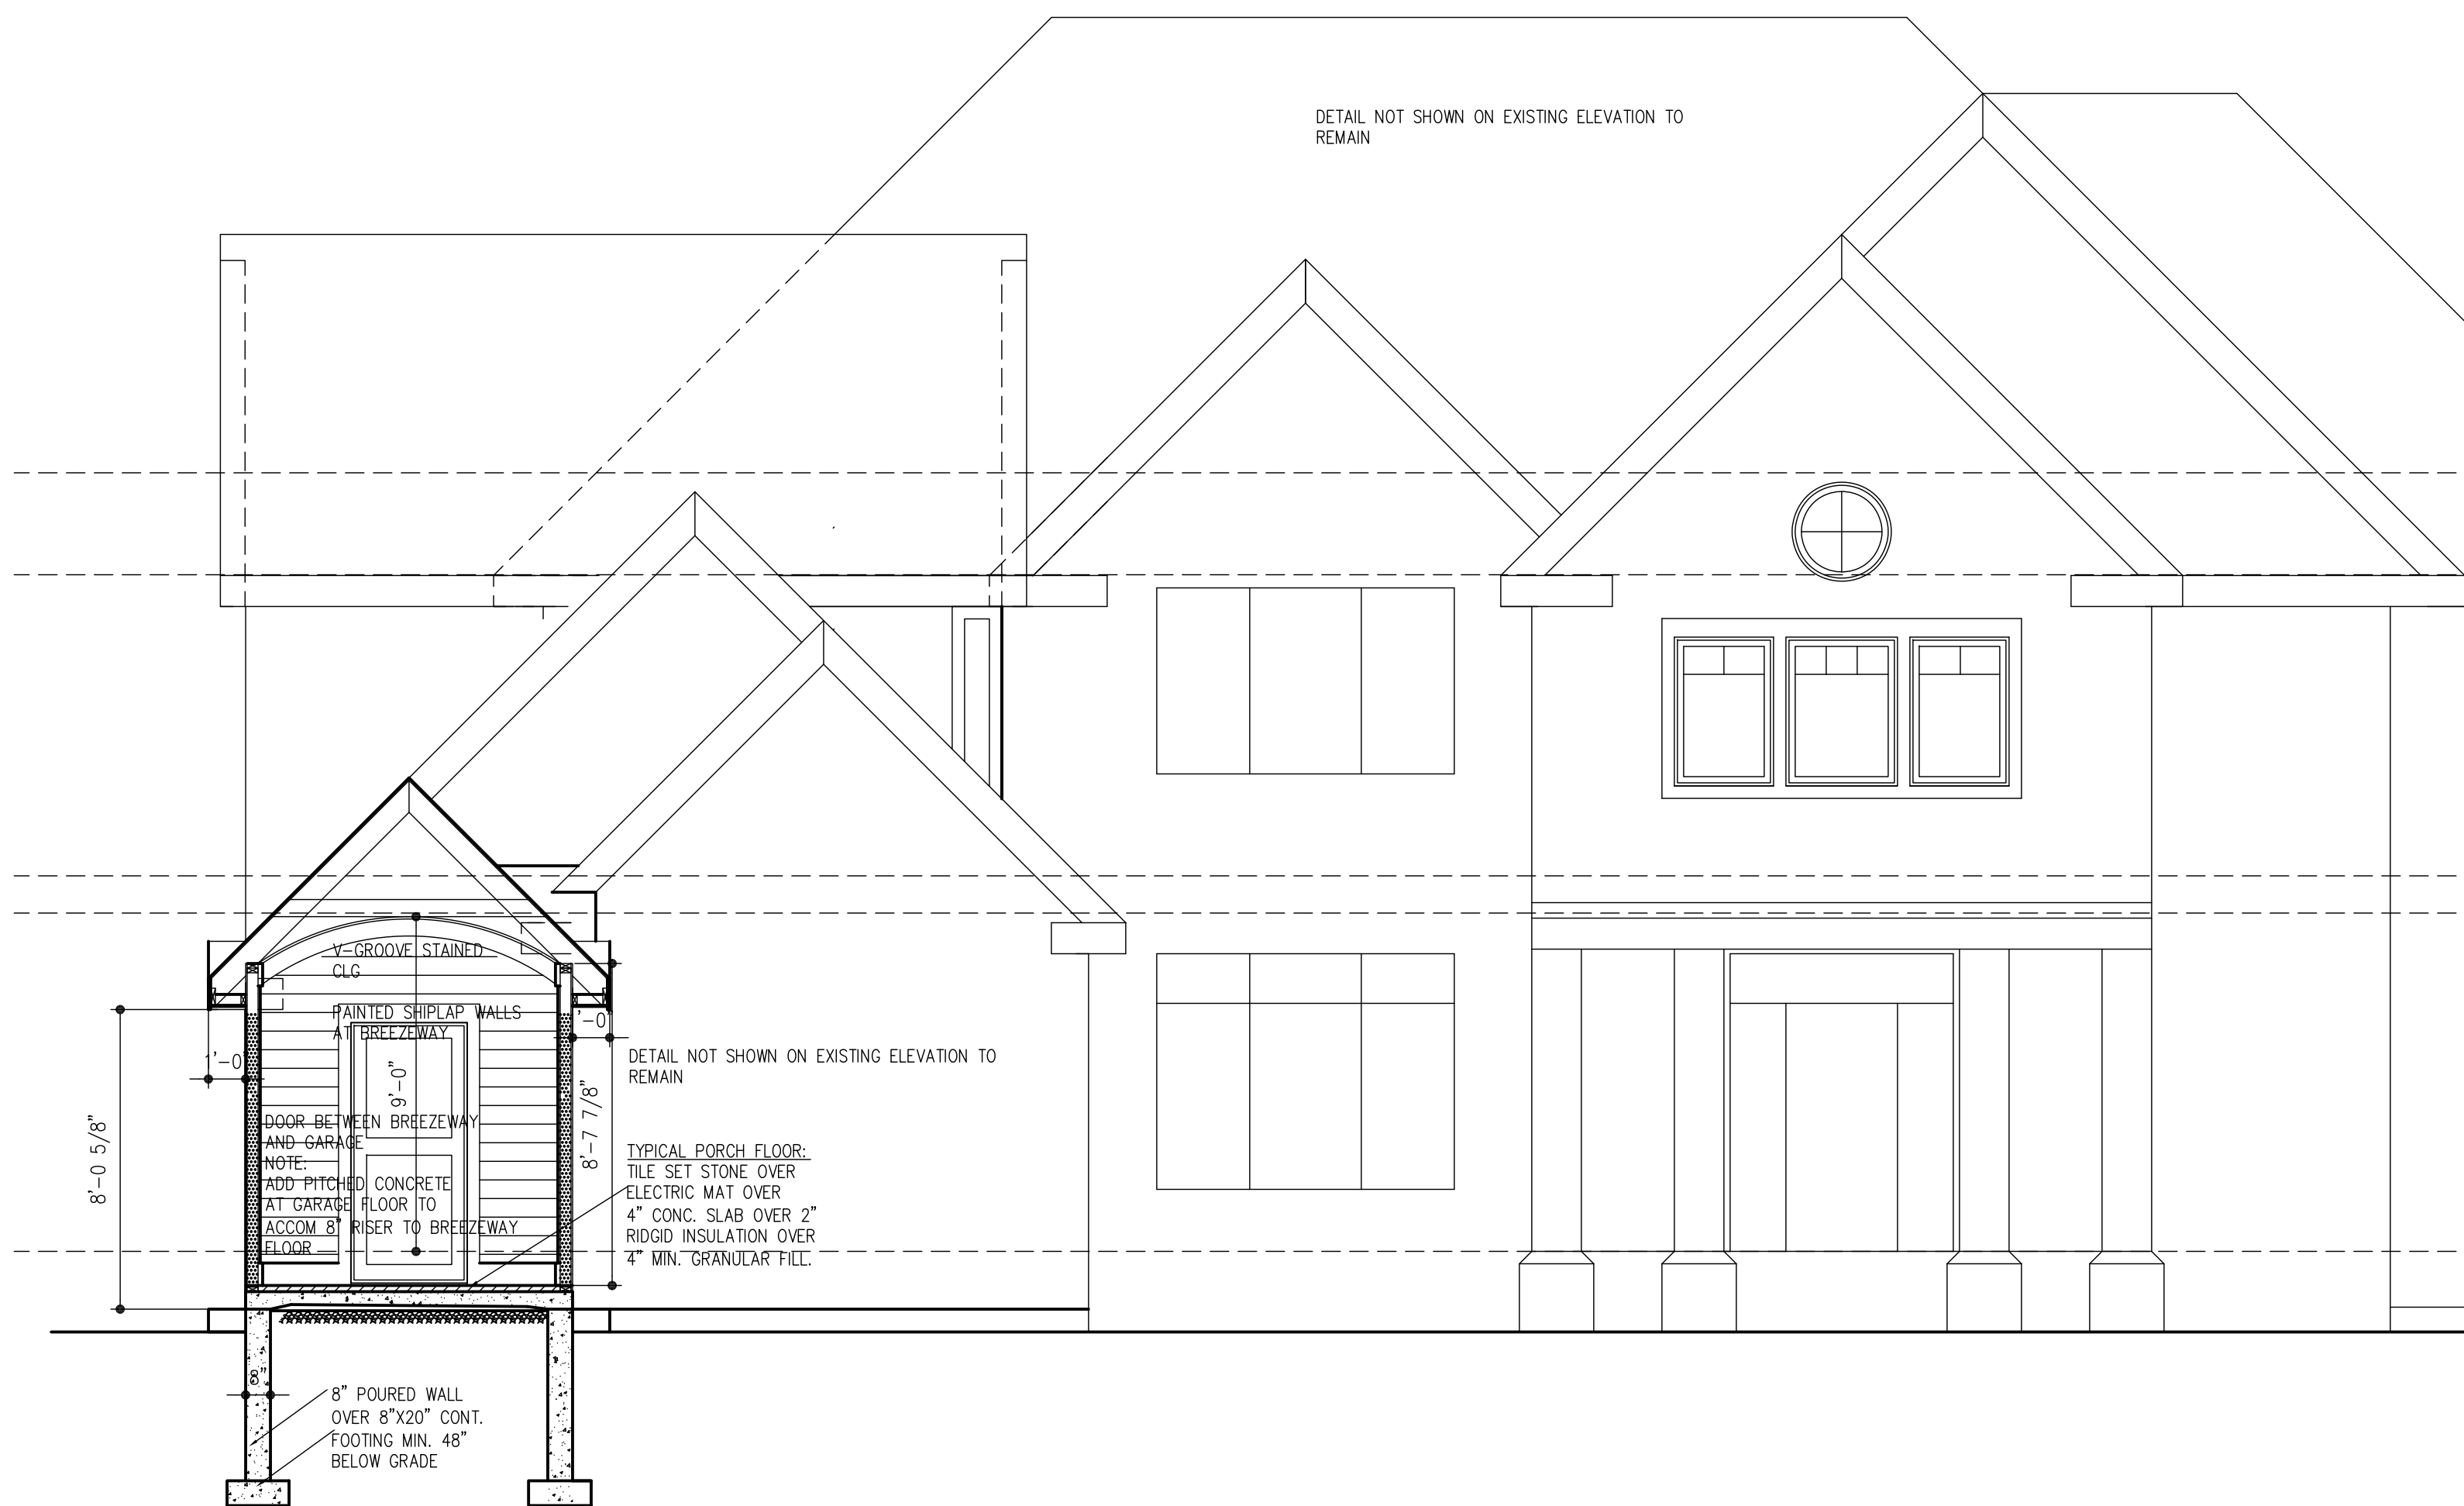 DETAIL NOT SHOWN ON EXISTING ELEVATION TO
REMAIN
V-GROOVE STAINED
CLG
PAINTED SHIPLAP WALLS
AT BREEZEWAY
1'-0"
'-0"
DETAIL NOT SHOWN ON EXISTING ELEVATION TO
REMAIN
9'-0"
8'-7 7/8"
8'-0 5/8"
DOOR BETWEEN BREEZEWAY
AND GARAGE
NOTE:
ADD PITCHED CONCRETE
AT GARAGE FLOOR TO
ACCOM 8" RISER TO BREEZEWAY
FLOOR
TYPICAL PORCH FLOOR:
TILE SET STONE OVER
ELECTRIC MAT OVER
4" CONC. SLAB OVER 2"
RIDGID INSULATION OVER
4" MIN. GRANULAR FILL.
8"
8" POURED WALL
OVER 8"X20" CONT.
FOOTING MIN. 48"
BELOW GRADE